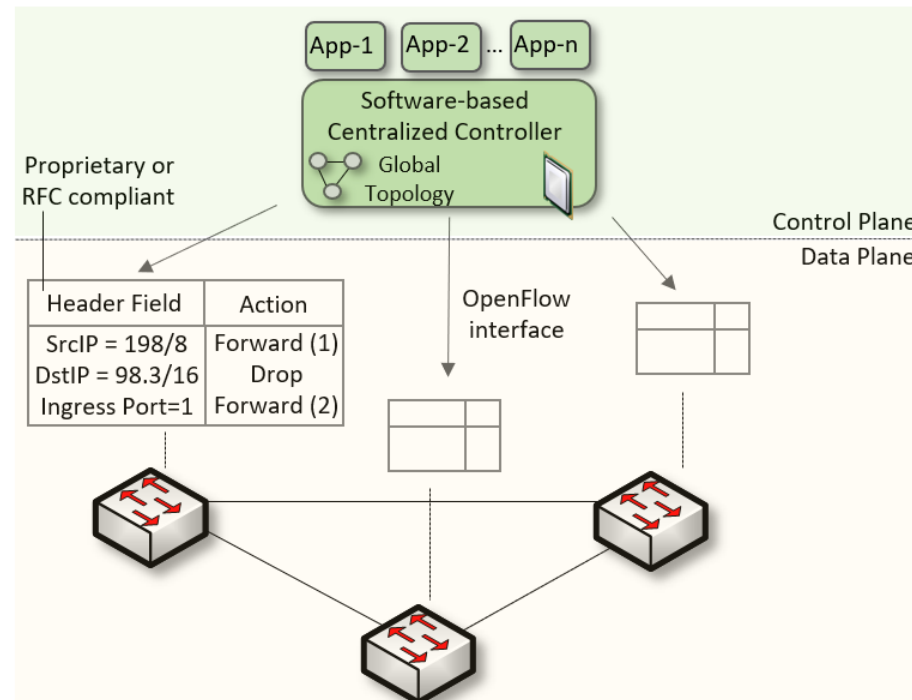 App-1 App-2 ... App-n
Software-based
Centralized Controller
Global
Topology
Proprietary or
RFC compliant
Control Plane
Data Plane
OpenFlow
interface
Header Field Action
SrcIP = 198/8 Forward (1)
DstIP = 98.3/16 Drop
Ingress Port=1 Forward (2)